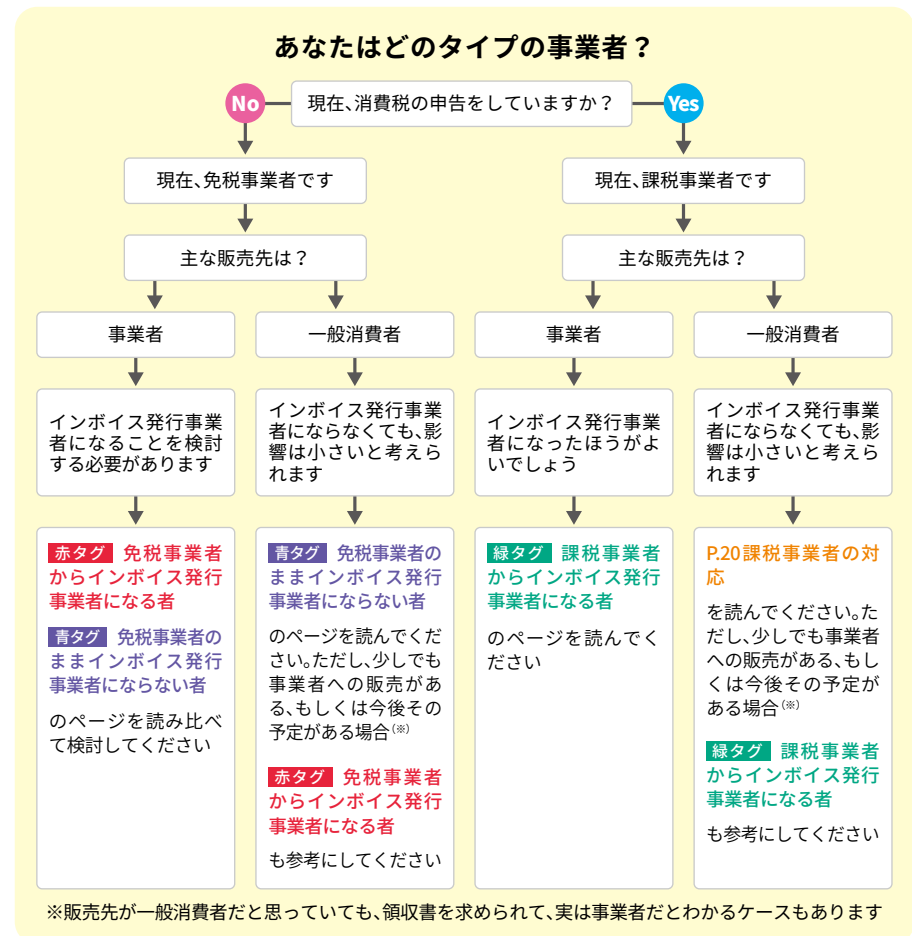 あなたはどのタイプの事業者？
No
現在、消費税の申告をしていますか？
Yes
現在、免税事業者です
現在、課税事業者です
主な販売先は？
主な販売先は？
事業者
一般消費者
事業者
一般消費者
インボイス発行事業
者になることを検討
する必要があります
インボイス発行事業
者にならなくても、影
響は小さいと考えら
れます
インボイス発行事業
者になったほうがよ
いでしょう
インボイス発行事業
者にならなくても、影
響は小さいと考えら
れます
赤タグ 免税事業者
からインボイス発行
事業者になる者
青タグ 免税事業者の
ままインボイス発行
事業者にならない者
のページを読み比べ
て検討してください
青タグ 免税事業者の
ままインボイス発行
事業者にならない者
のページを読んでくだ
さい。ただし、少しでも
事業者への販売があ
る、もしくは今後その
予定がある場合(※)
赤タグ 免税事業者
からインボイス発行
事業者になる者
も参考にしてください
緑タグ 課税事業者
からインボイス発行
事業者になる者
のページを読んでく
ださい
P.20課税事業者の対
応
を読んでください。た
だし、少しでも事業者
への販売がある、もし
くは今後その予定が
ある場合(※)
緑タグ 課税事業者
からインボイス発行
事業者になる者
も参考にしてください
※販売先が一般消費者だと思っていても、領収書を求められて、実は事業者だとわかるケースもあります